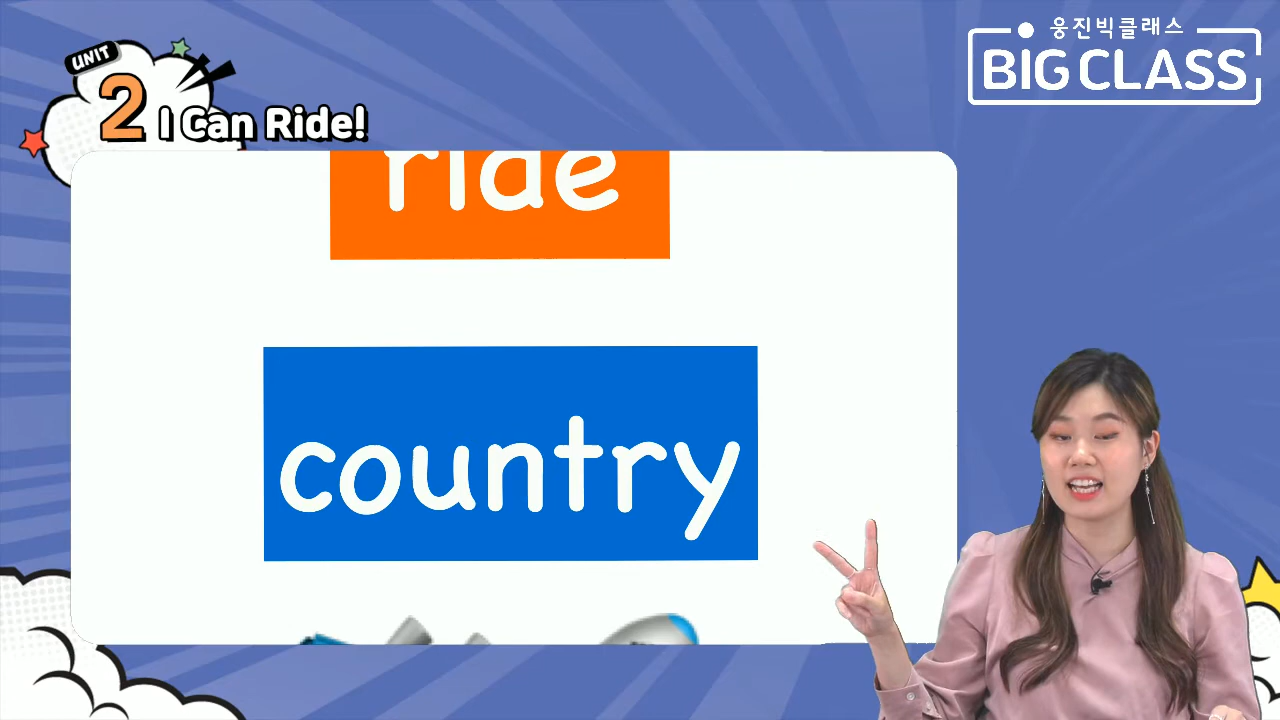 UNIT
2 I Can Ride!
웅진빅클래스
BIG CLASS
ride
country